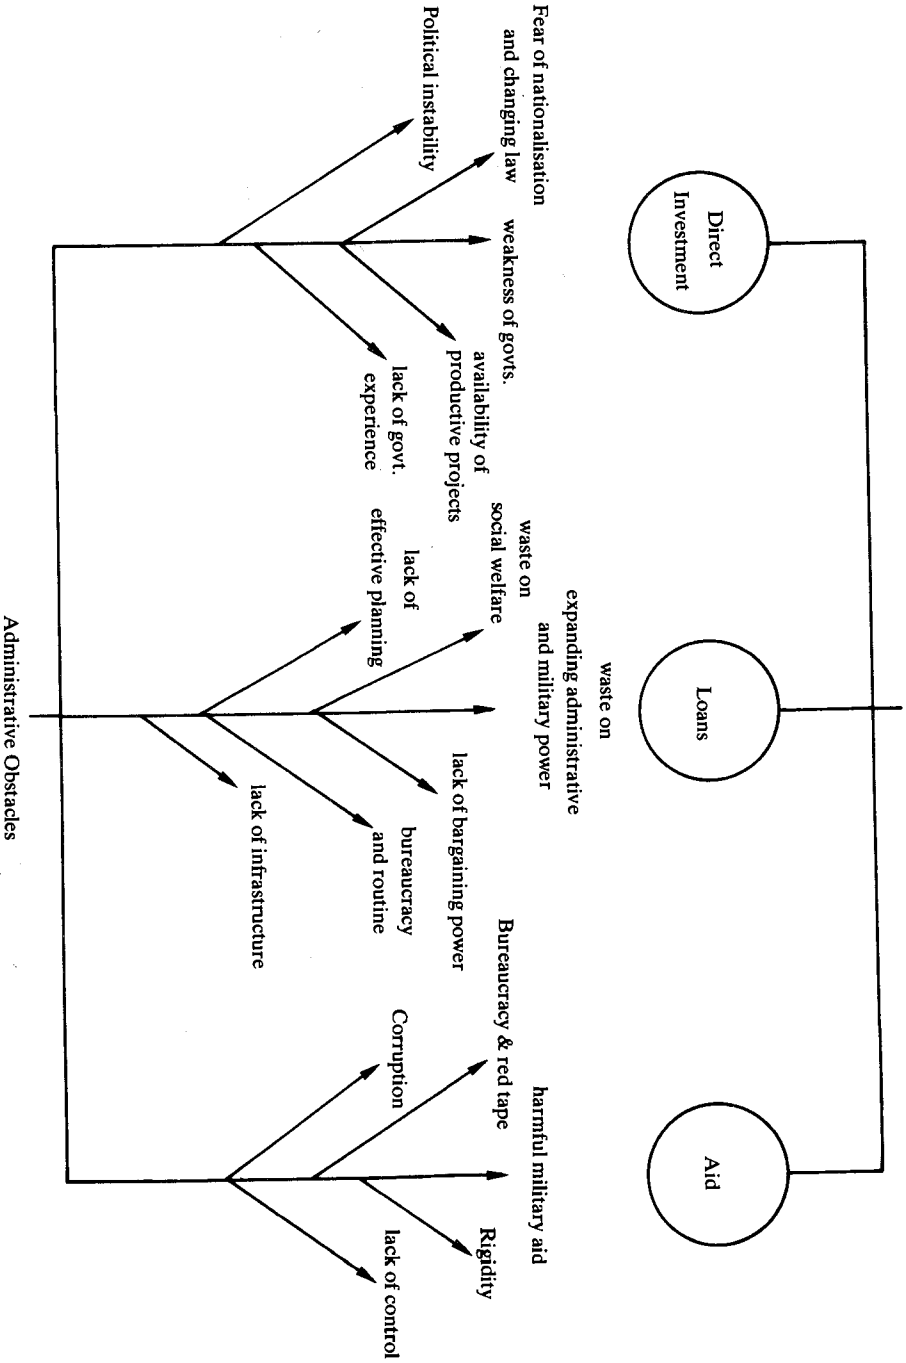 Direct
Investment
Loans
Aid
Fear of nationalisation
and changing law
Political instability
weakness of govts.
availability of
productive projects
lack of govt.
experience
waste on
social welfare
waste on
expanding administrative
and military power
lack of
effective planning
lack of bargaining power
bureaucracy
and routine
lack of infrastructure
Bureaucracy & red tape
harmful military aid
Corruption
Rigidity
lack of control
Administrative Obstacles